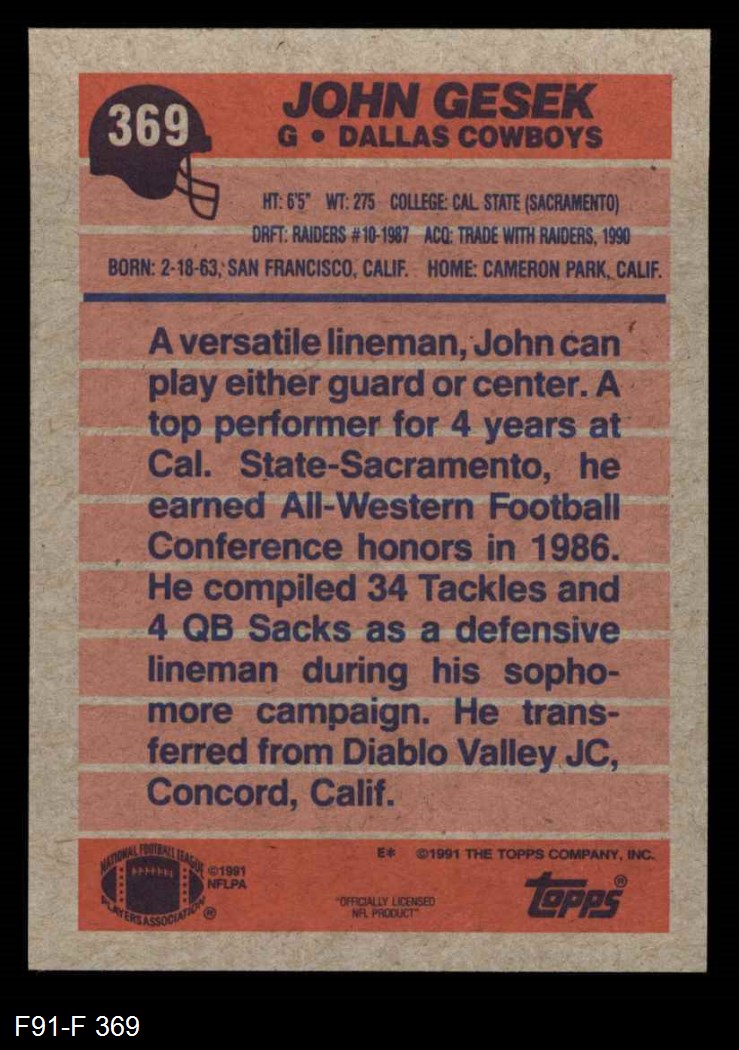 369
JOHN GESEK
G • DALLAS COWBOYS
HT: 6'5" WT: 275 COLLEGE: CAL. STATE (SACRAMENTO)
DRFT: RAIDERS #10-1987 ACQ: TRADE WITH RAIDERS, 1990
BORN: 2-18-63, SAN FRANCISCO, CALIF. HOME: CAMERON PARK, CALIF.
A versatile lineman, John can
play either guard or center. A
top performer for 4 years at
Cal. State-Sacramento, he
earned All-Western Football
Conference honors in 1986.
He compiled 34 Tackles and
4 QB Sacks as a defensive
lineman during his sopho-
more campaign. He trans-
ferred from Diablo Valley JC,
Concord, Calif.
NATIONAL FOOTBALL LEAGUE
PLAYERS ASSOCIATION ®
©1991
NFLPA
E* ©1991 THE TOPPS COMPANY, INC.
"OFFICIALLY LICENSED
NFL PRODUCT"
Topps®
F91-F 369